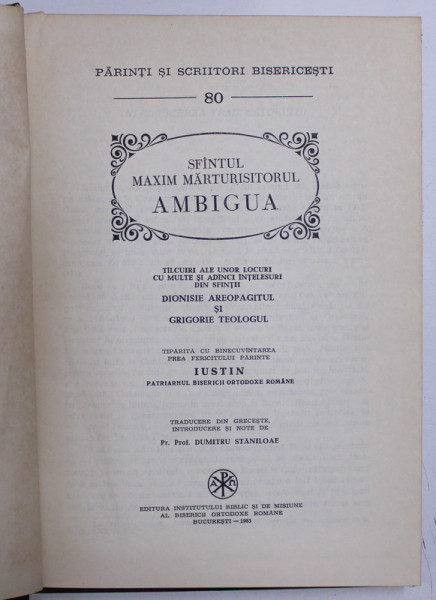 PĂRINȚI ȘI SCRIITORI BISERICEȘTI
80
SFÎNTUL
MAXIM MĂRTURISITORUL
AMBIGUA
TÎLCUIRI ALE UNOR LOCURI
CU MULTE ȘI ADÎNCI ÎNȚELESURI
DIN SFINȚII
DIONISIE AREOPAGITUL
ȘI
GRIGORIE TEOLOGUL
TIPĂRITĂ CU BINECUVÎNTAREA
PREA FERICITULUI PĂRINTE
IUSTIN
PATRIARHUL BISERICII ORTODOXE ROMÂNE
TRADUCERE DIN GRECEȘTE,
INTRODUCERE ȘI NOTE DE
Pr. Prof. DUMITRU STĂNILOAE
A Ω
EDITURA INSTITUTULUI BIBLIC ȘI DE MISIUNE
AL BISERICII ORTODOXE ROMÂNE
BUCUREȘTI — 1983